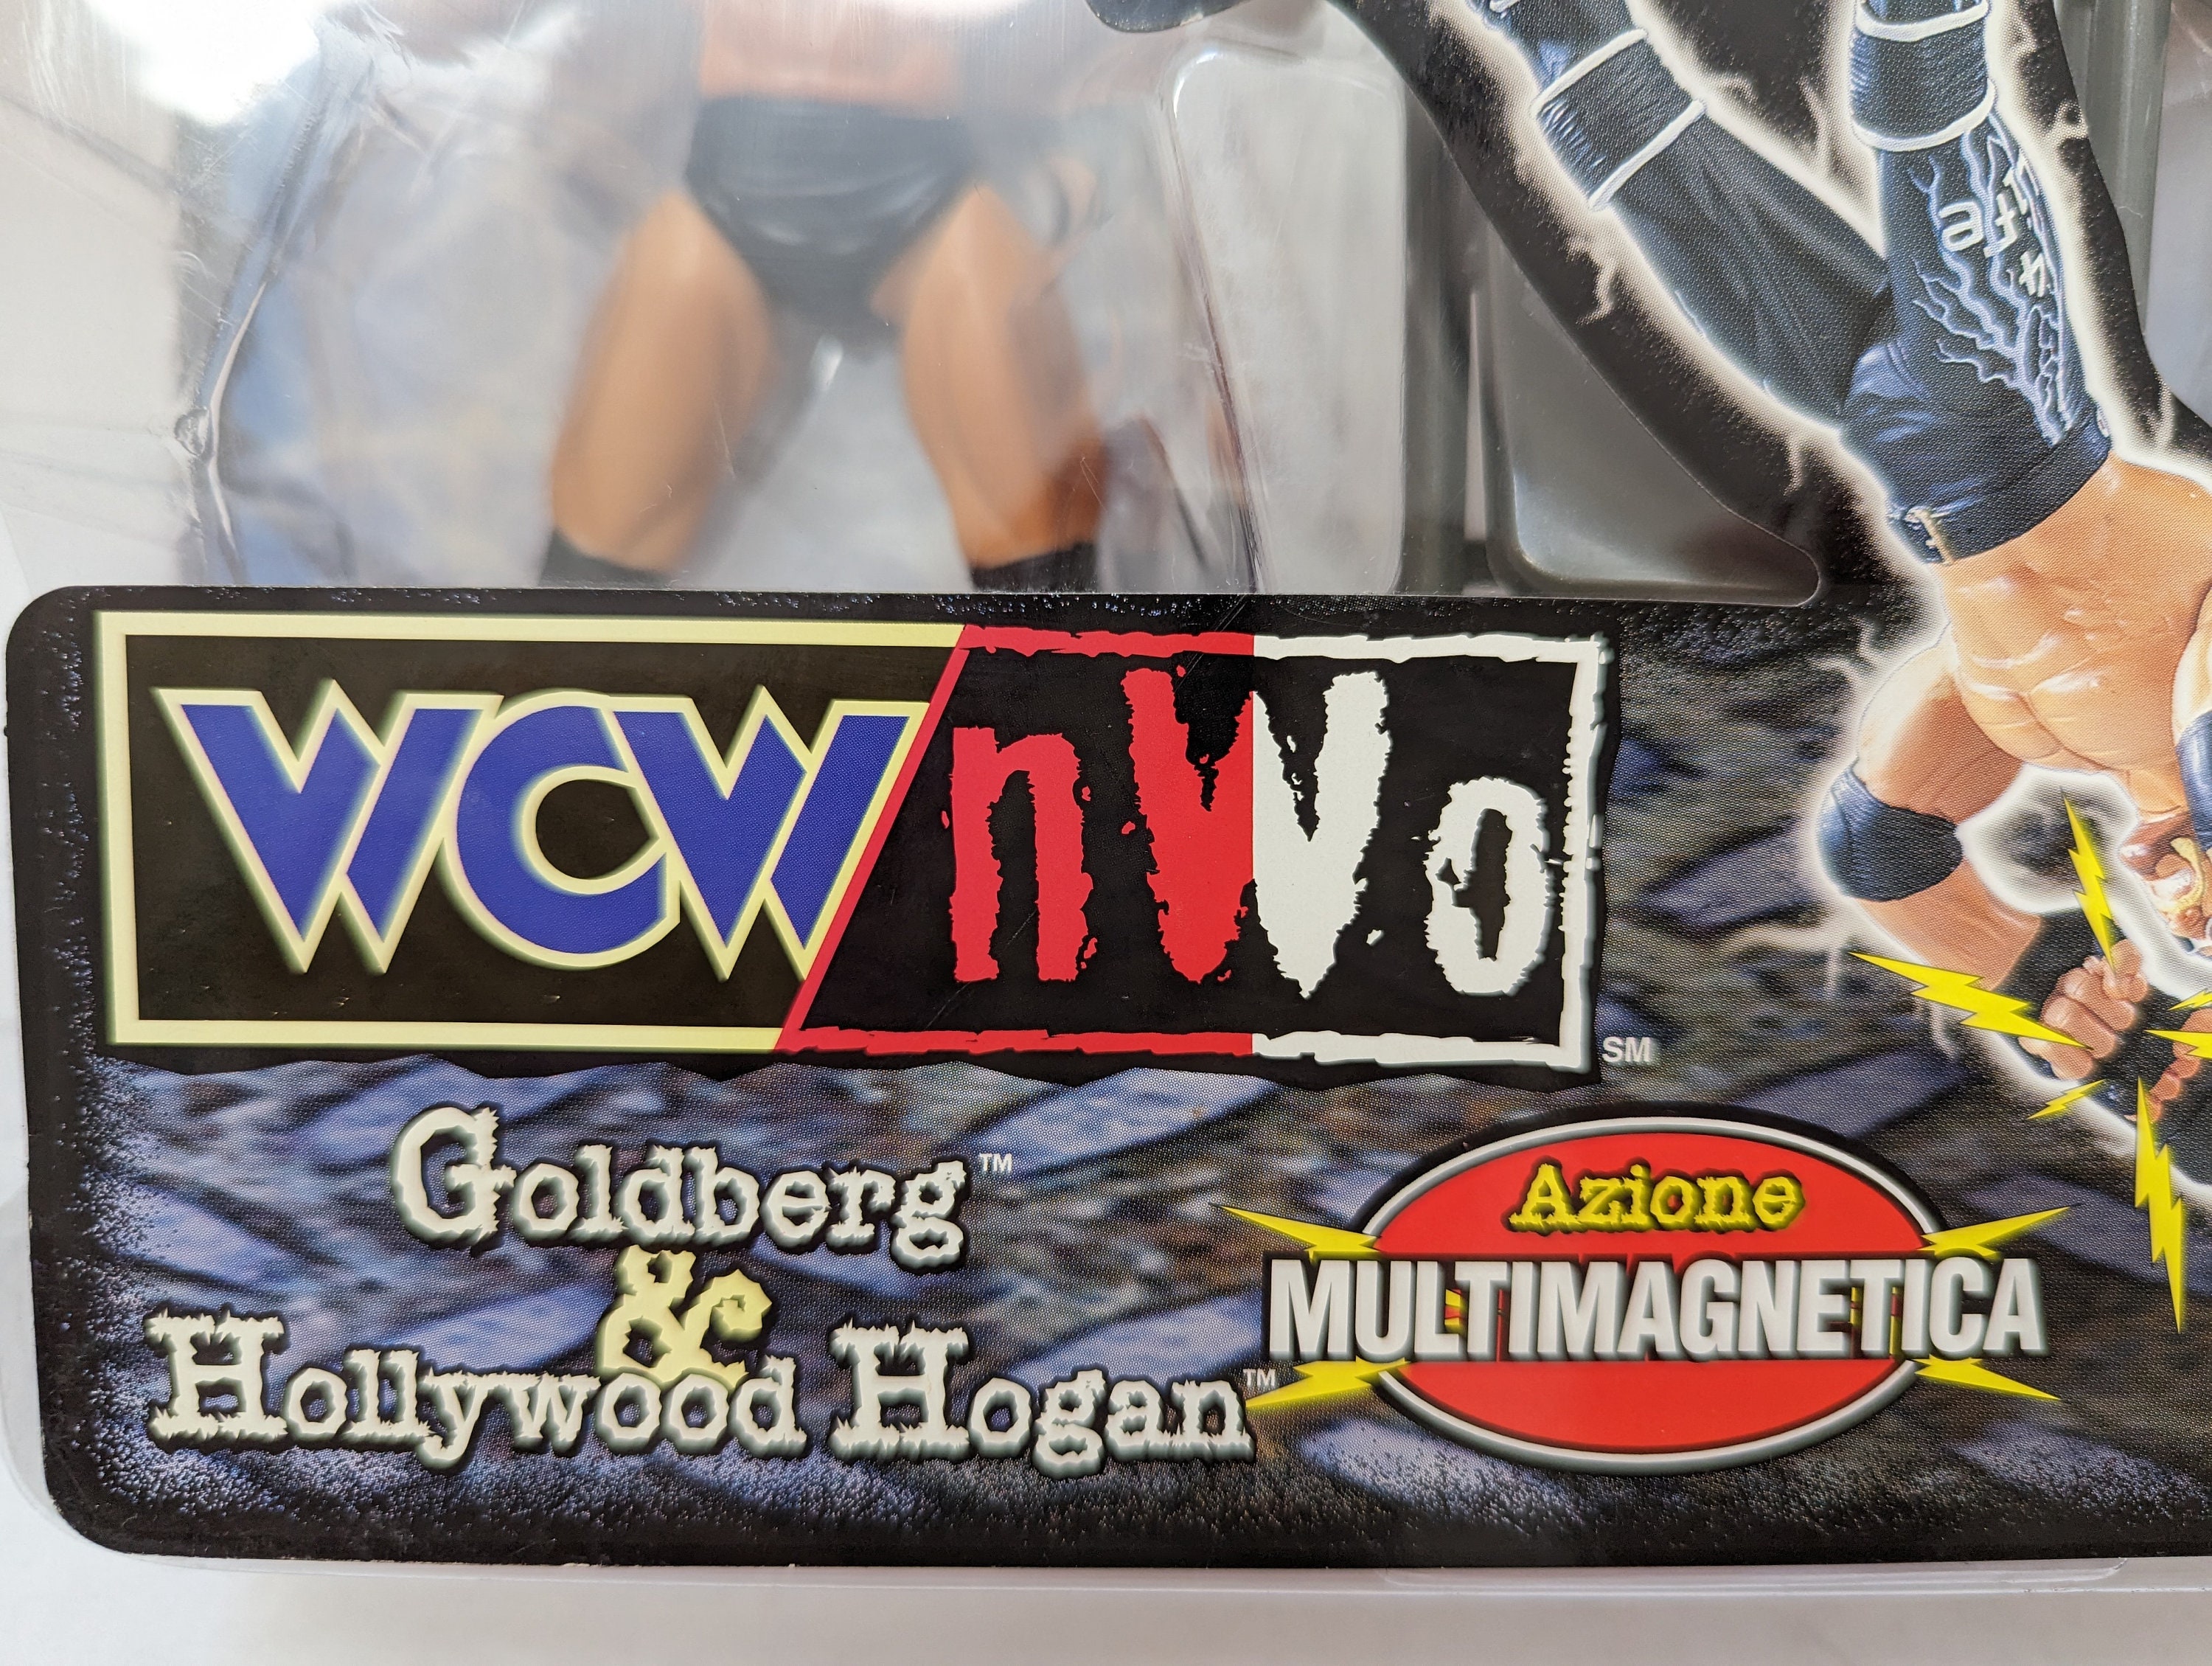 WCW nWo SM
Goldberg™
&
Hollywood Hogan™
Azione
MULTIMAGNETICA